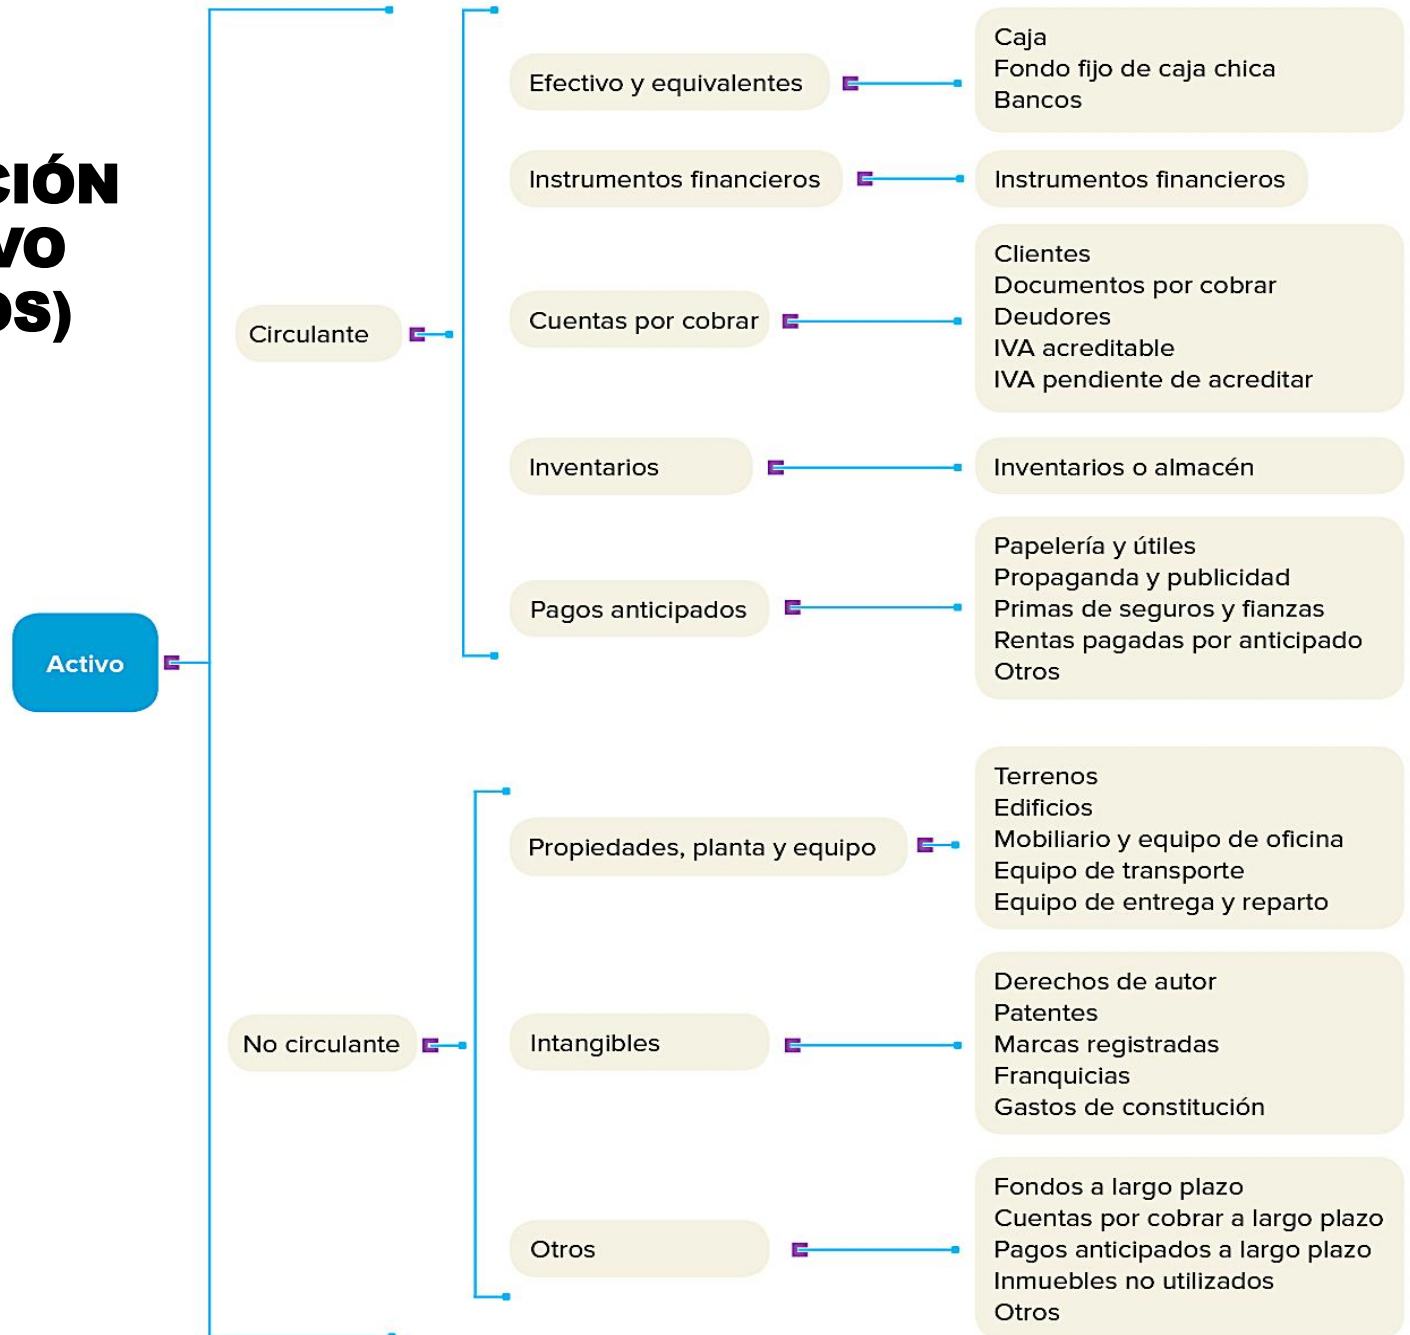 CIÓN
VO
OS)
Activo
Circulante
Efectivo y equivalentes
Caja
Fondo fijo de caja chica
Bancos
Instrumentos financieros
Instrumentos financieros
Cuentas por cobrar
Clientes
Documentos por cobrar
Deudores
IVA acreditable
IVA pendiente de acreditar
Inventarios
Inventarios o almacén
Pagos anticipados
Papelería y útiles
Propaganda y publicidad
Primas de seguros y fianzas
Rentas pagadas por anticipado
Otros
No circulante
Propiedades, planta y equipo
Terrenos
Edificios
Mobiliario y equipo de oficina
Equipo de transporte
Equipo de entrega y reparto
Intangibles
Derechos de autor
Patentes
Marcas registradas
Franquicias
Gastos de constitución
Otros
Fondos a largo plazo
Cuentas por cobrar a largo plazo
Pagos anticipados a largo plazo
Inmuebles no utilizados
Otros